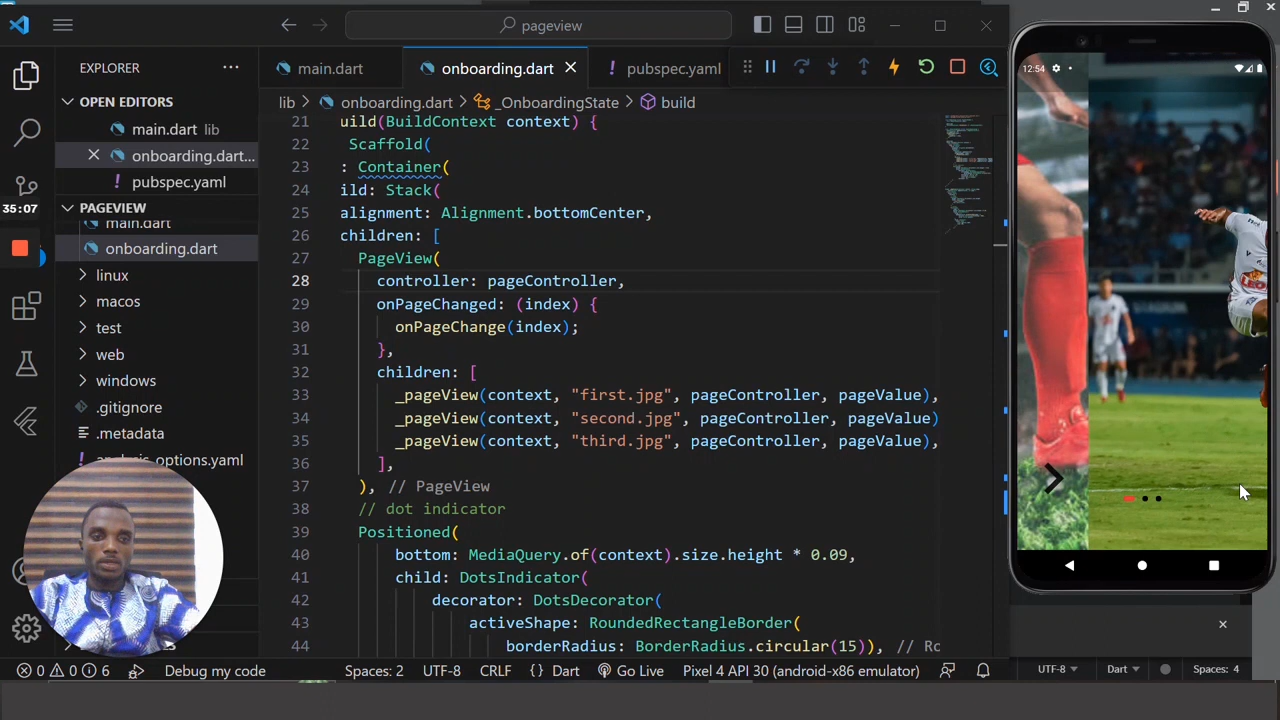 pageview
EXPLORER
OPEN EDITORS
main.dart lib
onboarding.dart...
pubspec.yaml
PAGEVIEW
main.dart
onboarding.dart
linux
macos
test
web
windows
.gitignore
.metadata
analysis_options.yaml
35:07
main.dart
onboarding.dart
pubspec.yaml
lib > onboarding.dart > _OnboardingState > build
21 uild(BuildContext context) {
22 Scaffold(
23 : Container(
24 ild: Stack(
25 alignment: Alignment.bottomCenter,
26 children: [
27 PageView(
28 controller: pageController,
29 onPageChanged: (index) {
30 onPageChange(index);
31 },
32 children: [
33 _pageView(context, "first.jpg", pageController, pageValue),
34 _pageView(context, "second.jpg", pageController, pageValue)
35 _pageView(context, "third.jpg", pageController, pageValue),
36 ],
37 ), // PageView
38 // dot indicator
39 Positioned(
40 bottom: MediaQuery.of(context).size.height * 0.09,
41 child: DotsIndicator(
42 decorator: DotsDecorator(
43 activeShape: RoundedRectangleBorder(
44 borderRadius: BorderRadius.circular(15)), // Ro
0 0 6 Debug my code Spaces: 2 UTF-8 CRLF {} Dart Go Live Pixel 4 API 30 (android-x86 emulator)
12:54
UTF-8 Dart Spaces: 4